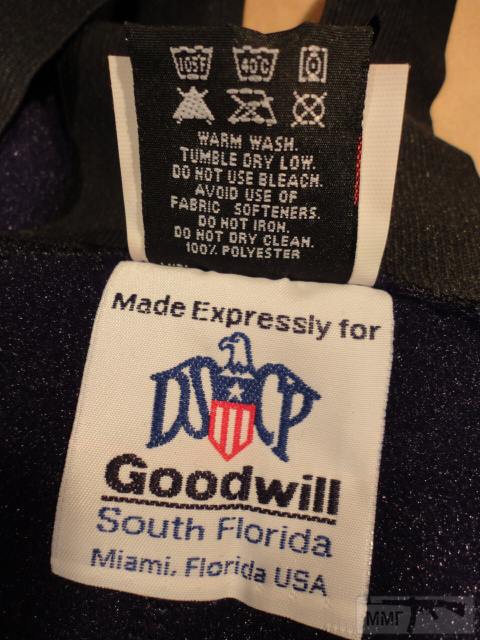 105F 40C
WARM WASH.
TUMBLE DRY LOW.
DO NOT USE BLEACH.
AVOID USE OF
FABRIC SOFTENERS.
DO NOT IRON.
DO NOT DRY CLEAN.
100% POLYESTER
Made Expressly for
DSCP
Goodwill
South Florida
Miami, Florida USA
ММГ